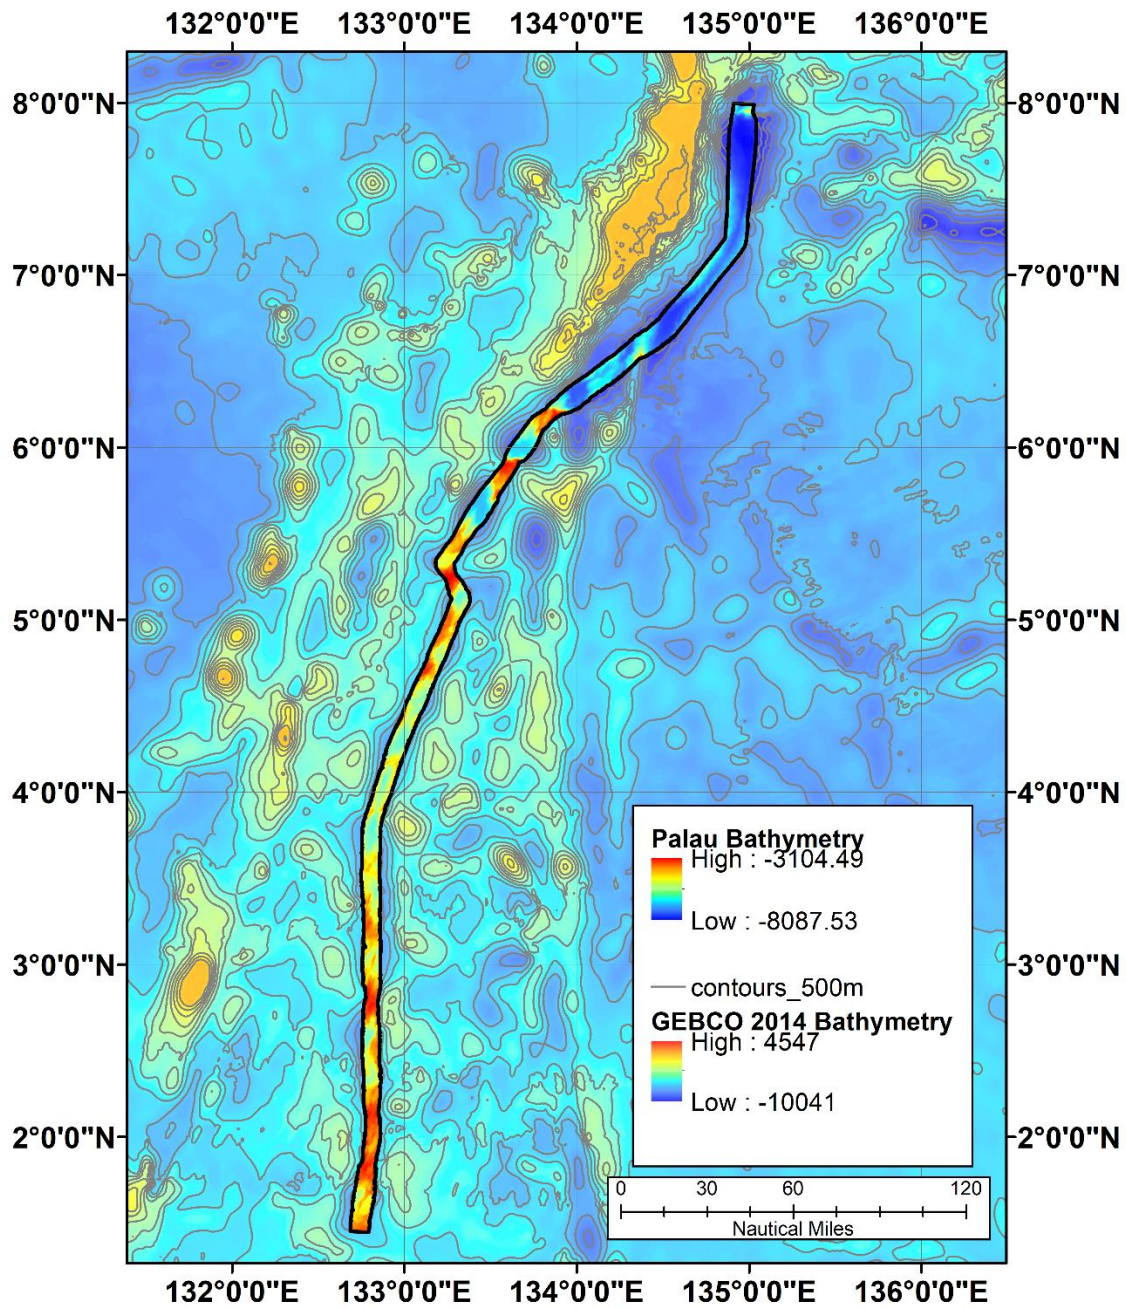 132°0'0"E 133°0'0"E 134°0'0"E 135°0'0"E 136°0'0"E
8°0'0"N 8°0'0"N
7°0'0"N 7°0'0"N
6°0'0"N 6°0'0"N
5°0'0"N 5°0'0"N
4°0'0"N 4°0'0"N
3°0'0"N 3°0'0"N
2°0'0"N 2°0'0"N
Palau Bathymetry
High : -3104.49
Low : -8087.53
contours_500m
GEBCO 2014 Bathymetry
High : 4547
Low : -10041
0 30 60 120
Nautical Miles
132°0'0"E 133°0'0"E 134°0'0"E 135°0'0"E 136°0'0"E